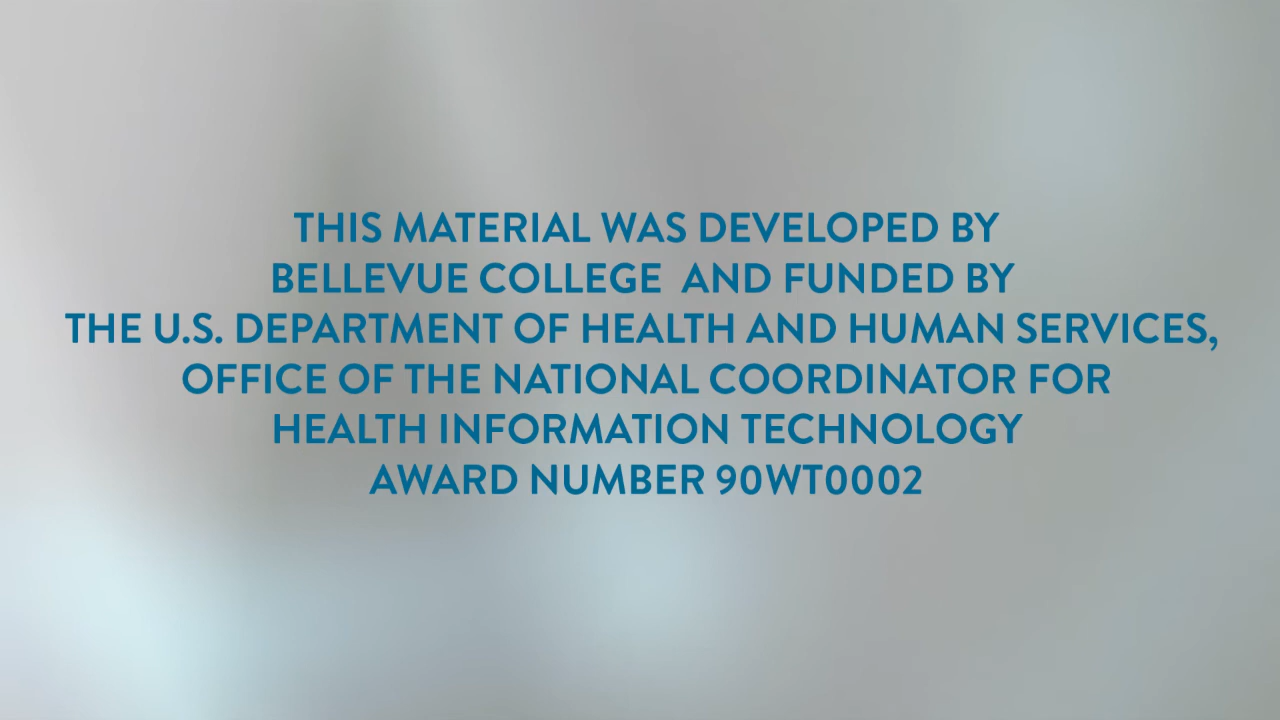 THIS MATERIAL WAS DEVELOPED BY
BELLEVUE COLLEGE  AND FUNDED BY
THE U.S. DEPARTMENT OF HEALTH AND HUMAN SERVICES,
OFFICE OF THE NATIONAL COORDINATOR FOR
HEALTH INFORMATION TECHNOLOGY
AWARD NUMBER 90WT0002